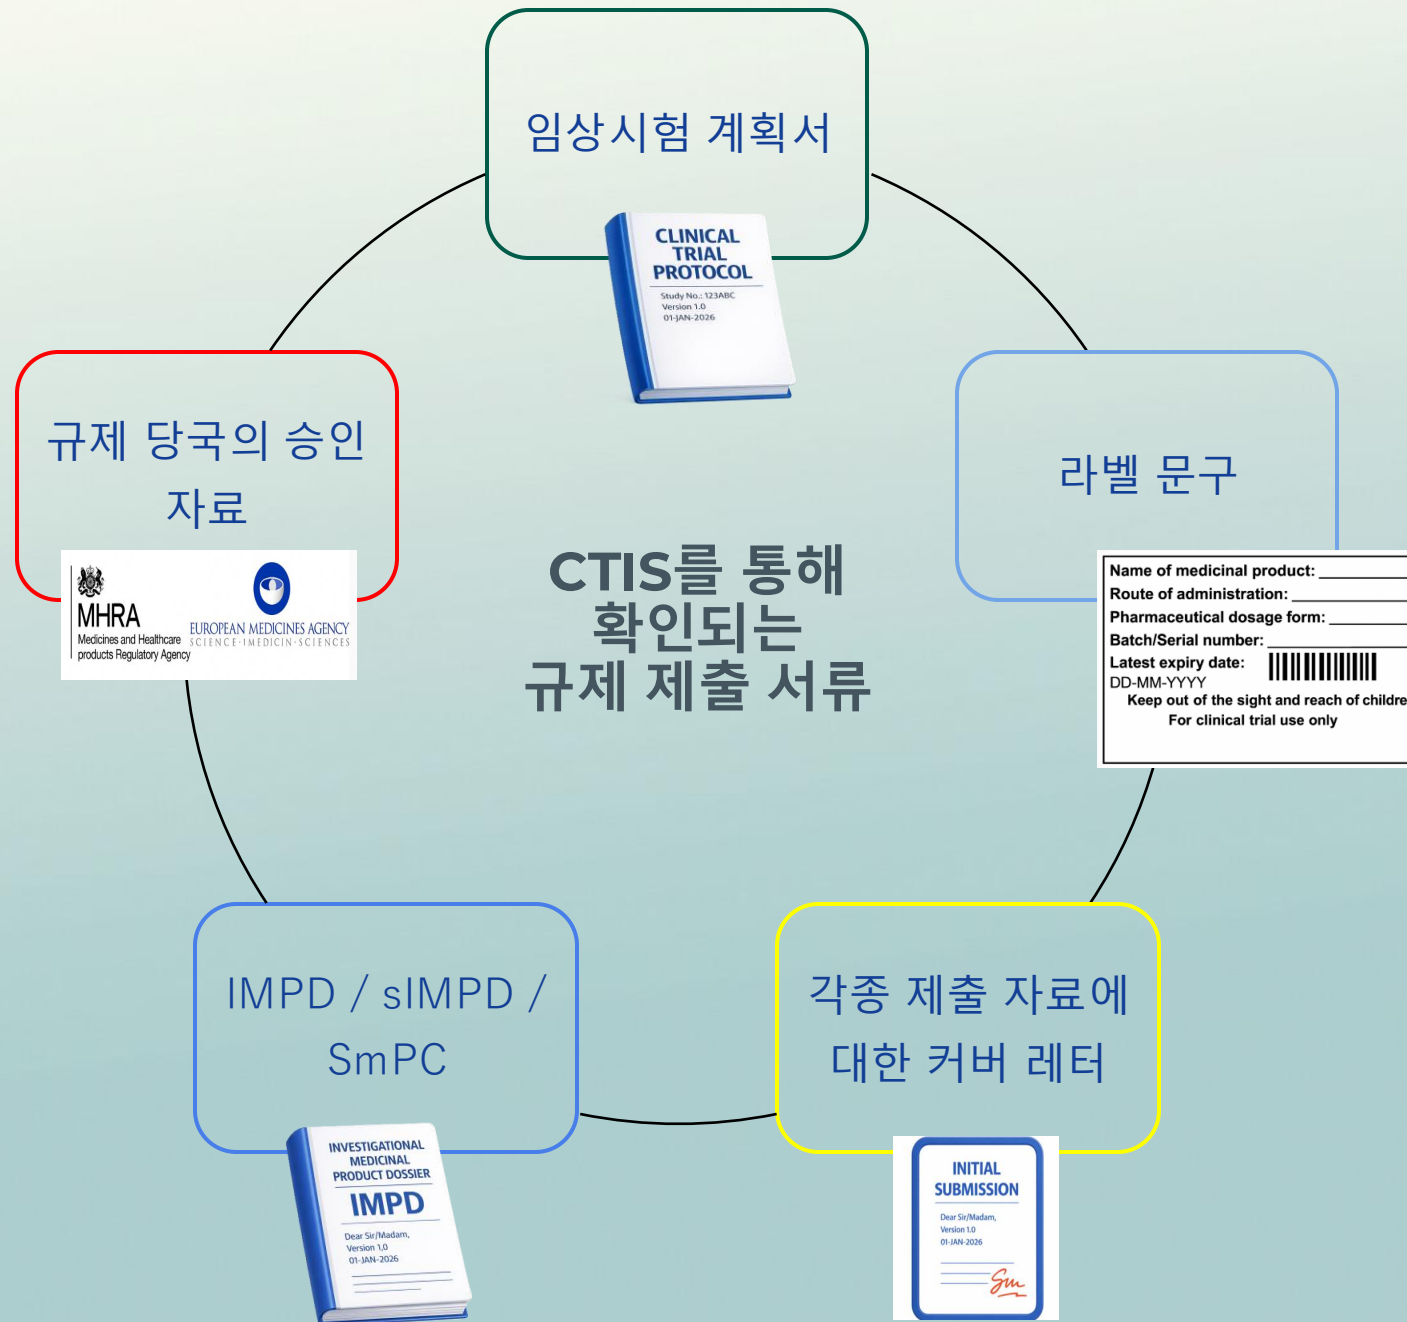 임상시험 계획서
CLINICAL
TRIAL
PROTOCOL
Study No.: 123ABC
Version 1.0
01-JAN-2026
규제 당국의 승인
자료
MHRA
Medicines and Healthcare
products Regulatory Agency
EUROPEAN MEDICINES AGENCY
SCIENCE·IMEDICIN·SCIENCES
라벨 문구
Name of medicinal product:
Route of administration:
Pharmaceutical dosage form:
Batch/Serial number:
Latest expiry date:
DD-MM-YYYY
Keep out of the sight and reach of childre
For clinical trial use only
CTIS를 통해
확인되는
규제 제출 서류
IMPD / sIMPD /
SmPC
INVESTIGATIONAL
MEDICINAL
PRODUCT DOSSIER
IMPD
Dear Sir/Madam,
Version 1,0
01-JAN-2026
각종 제출 자료에
대한 커버 레터
INITIAL
SUBMISSION
Dear Sir/Madam,
Version 1.0
01-JAN-2026